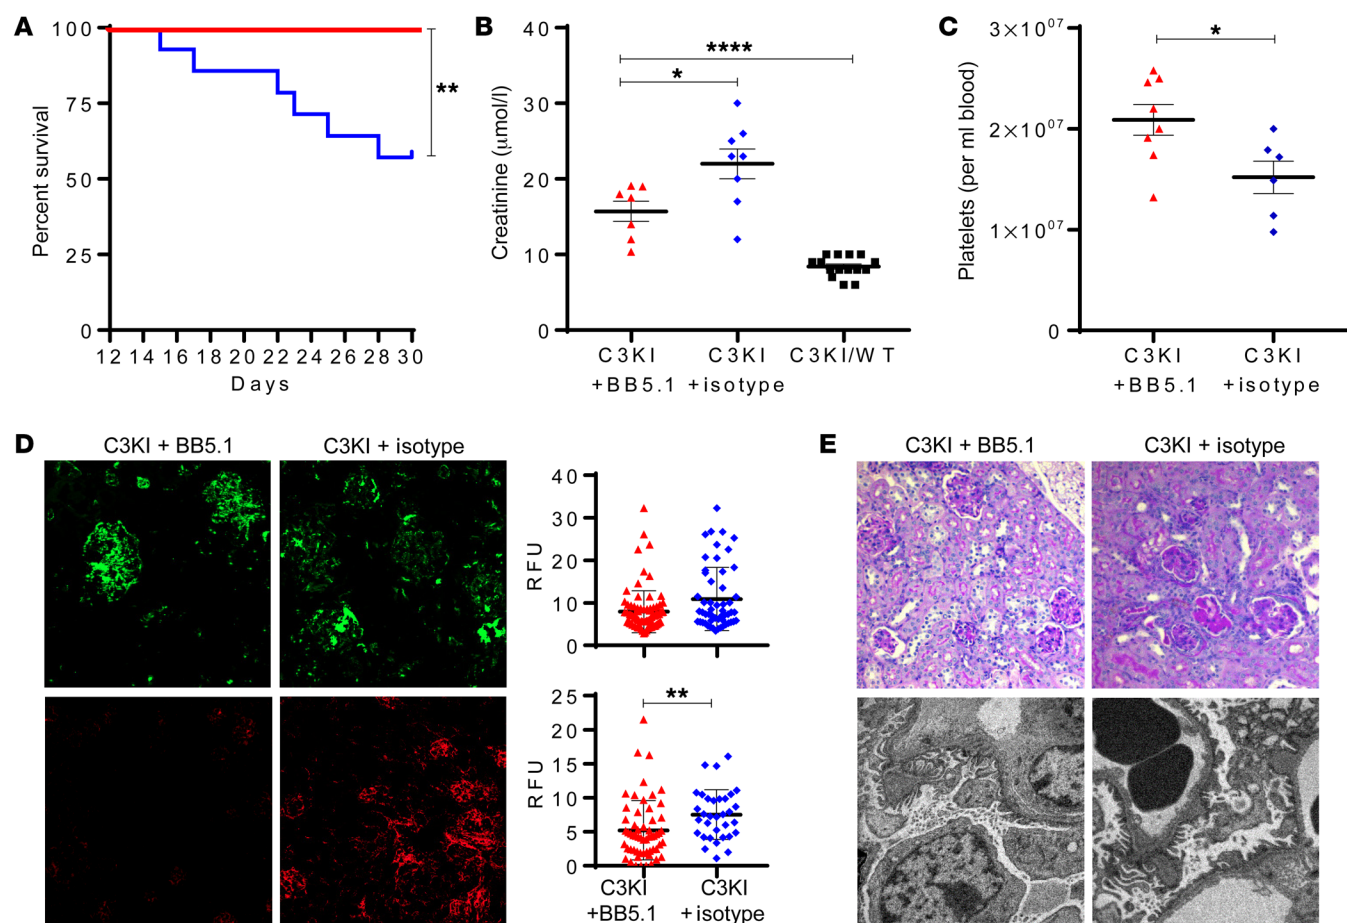 A
100
75
50
25
0
Percent survival
12 14 16 18 20 22 24 26 28 30
Days
**
B
40
30
20
10
0
Creatinine (μmol/l)
****
*
C3KI C3KI C3KI/WT
+BB5.1 +isotype
C
3×10⁰⁷
2×10⁰⁷
1×10⁰⁷
0
Platelets (per ml blood)
*
C3KI C3KI
+BB5.1 +isotype
D
C3KI + BB5.1 C3KI + isotype
40
30
20
10
0
RFU
25
20
15
10
5
0
RFU
**
C3KI C3KI
+BB5.1 + isotype
E
C3KI + BB5.1 C3KI + isotype